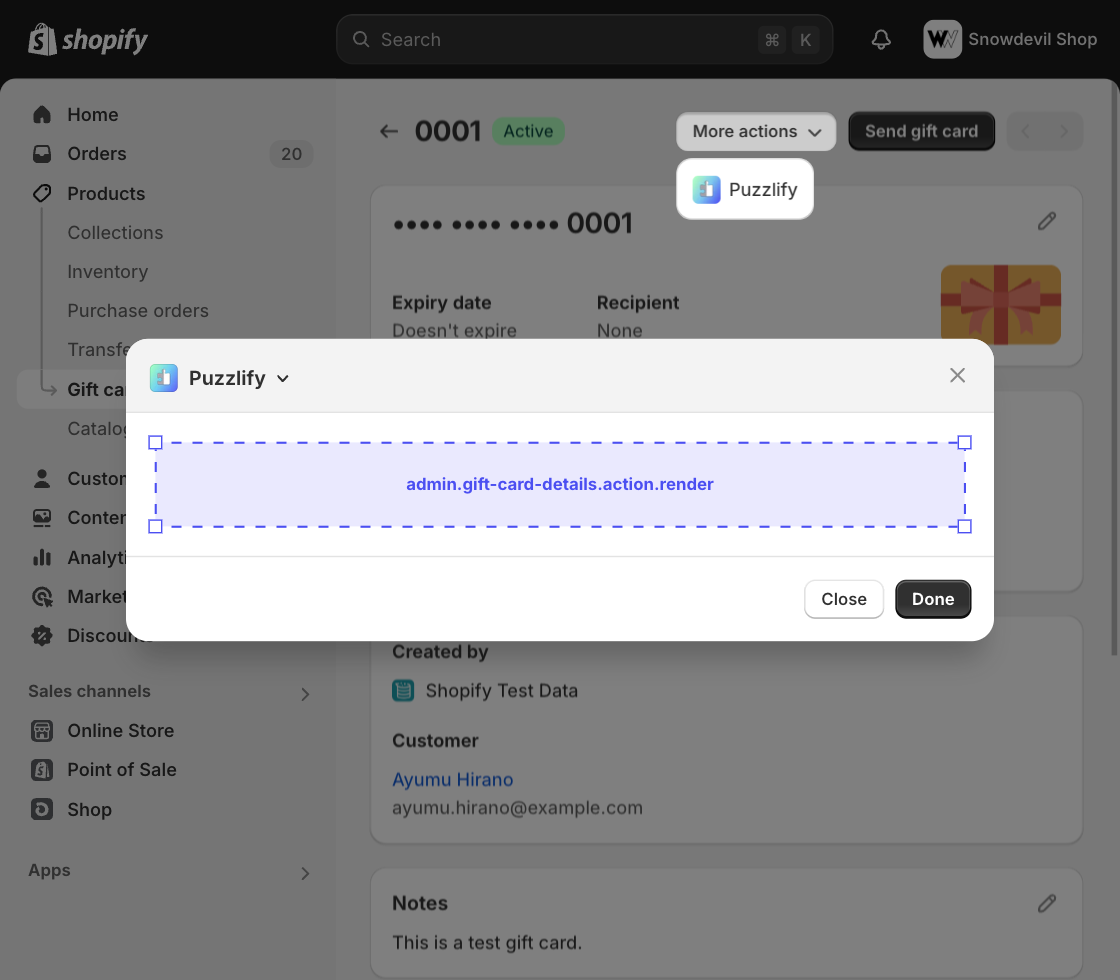 shopify
Search
⌘ K
Snowdevil Shop
Home
Orders 20
Products
Collections
Inventory
Purchase orders
Transfe
Gift ca
Catalog
Custom
Conten
Analyti
Market
Discoun
Sales channels
Online Store
Point of Sale
Shop
Apps
0001 Active
More actions
Send gift card
Puzzlify
•••• •••• •••• 0001
Expiry date
Doesn't expire
Recipient
None
Puzzlify
admin.gift-card-details.action.render
Close
Done
Created by
Shopify Test Data
Customer
Ayumu Hirano
ayumu.hirano@example.com
Notes
This is a test gift card.